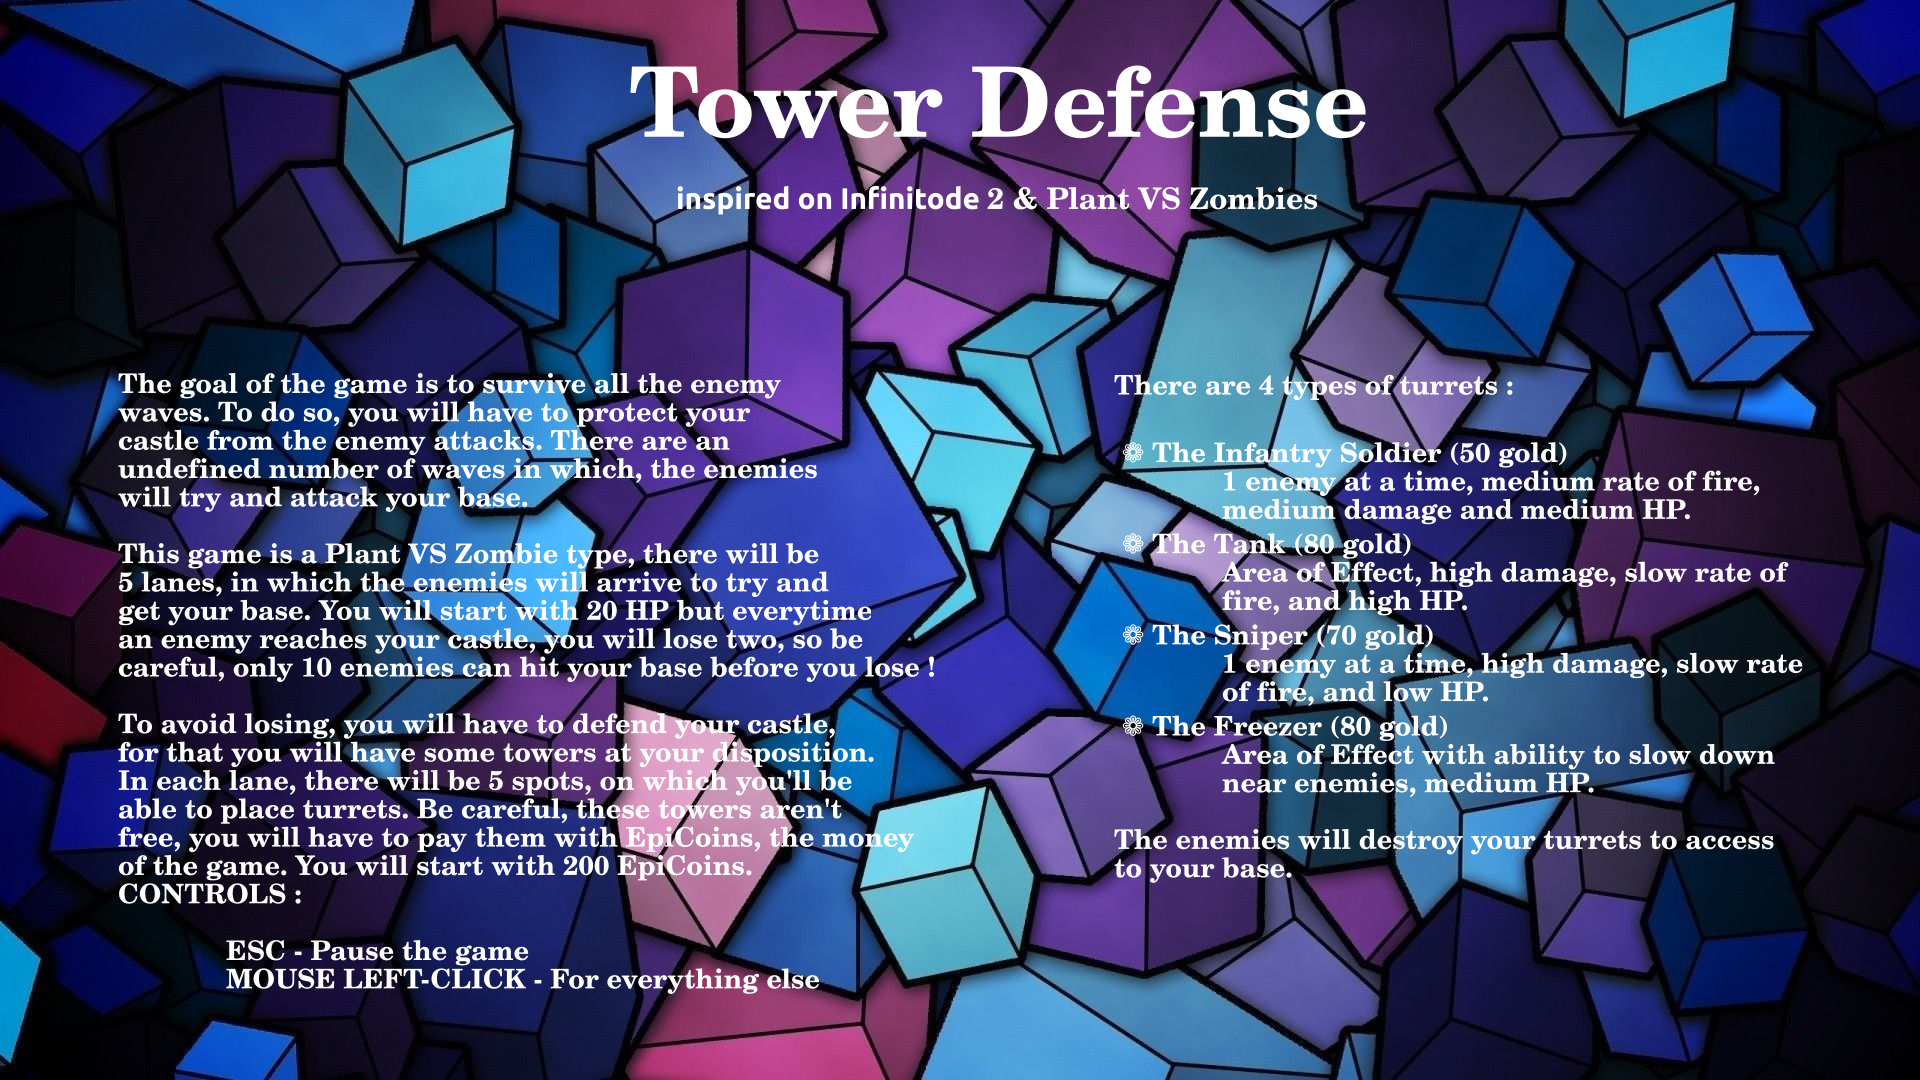 Tower Defense
inspired on Infinitode 2 & Plant VS Zombies
The goal of the game is to survive all the enemy
waves. To do so, you will have to protect your
castle from the enemy attacks. There are an
undefined number of waves in which, the enemies
will try and attack your base.
This game is a Plant VS Zombie type, there will be
5 lanes, in which the enemies will arrive to try and
get your base. You will start with 20 HP but everytime
an enemy reaches your castle, you will lose two, so be
careful, only 10 enemies can hit your base before you lose !
To avoid losing, you will have to defend your castle,
for that you will have some towers at your disposition.
In each lane, there will be 5 spots, on which you'll be
able to place turrets. Be careful, these towers aren't
free, you will have to pay them with EpiCoins, the money
of the game. You will start with 200 EpiCoins.
CONTROLS :
ESC - Pause the game
MOUSE LEFT-CLICK - For everything else
There are 4 types of turrets :
❁ The Infantry Soldier (50 gold)
1 enemy at a time, medium rate of fire,
medium damage and medium HP.
❁ The Tank (80 gold)
Area of Effect, high damage, slow rate of
fire, and high HP.
❁ The Sniper (70 gold)
1 enemy at a time, high damage, slow rate
of fire, and low HP.
❁ The Freezer (80 gold)
Area of Effect with ability to slow down
near enemies, medium HP.
The enemies will destroy your turrets to access
to your base.